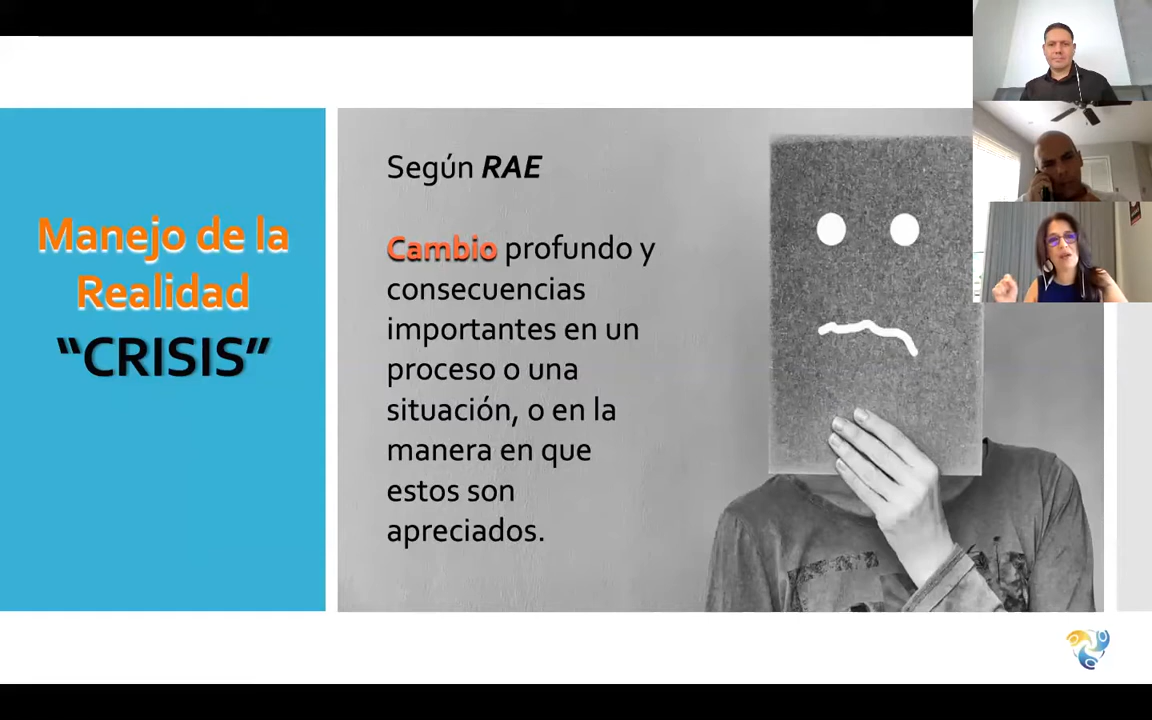 Manejo de la
Realidad
“CRISIS”
Según RAE
Cambio profundo y
consecuencias
importantes en un
proceso o una
situación, o en la
manera en que
estos son
apreciados.